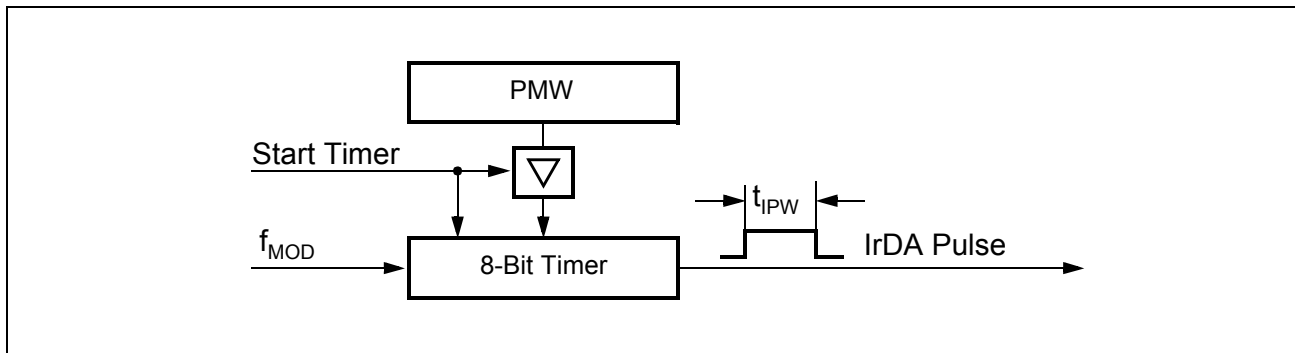 PMW
Start Timer
t_IPW
f_MOD
8-Bit Timer
IrDA Pulse